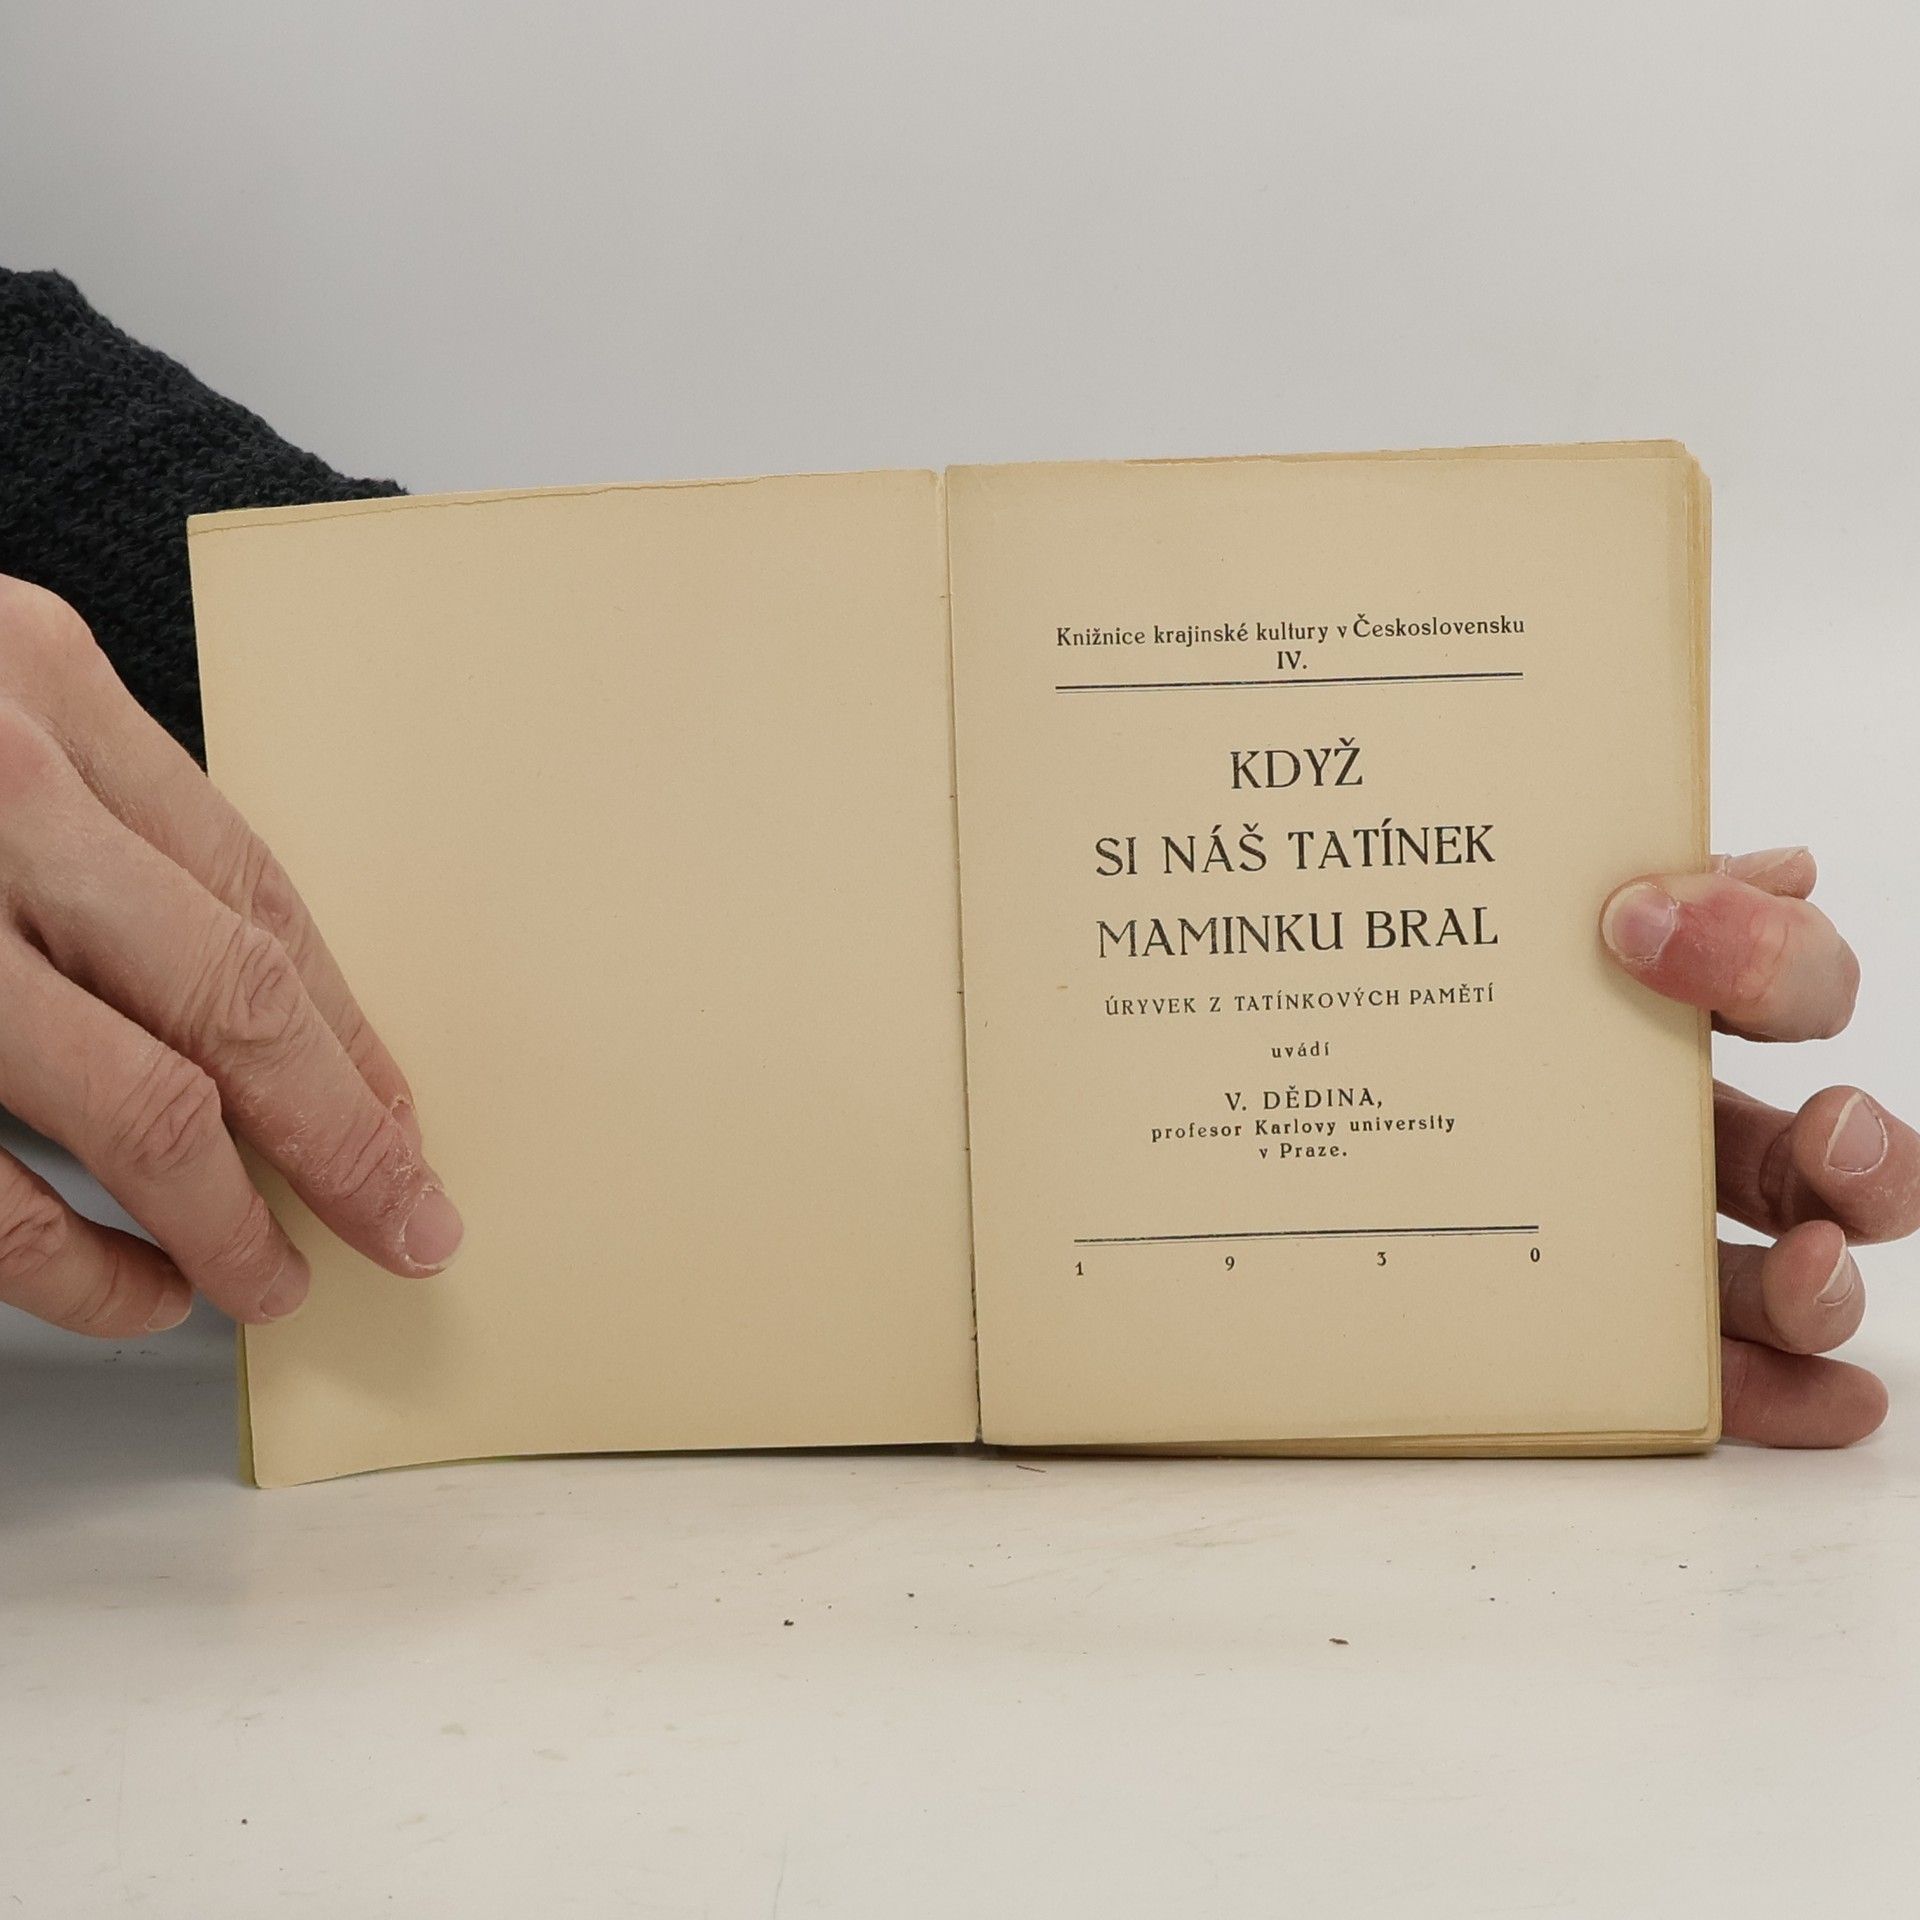 Knižnice krajinské kultury v Československu
IV.
KDYŽ
SI NÁŠ TATÍNEK
MAMINKU BRAL
ÚRYVEK Z TATÍNKOVÝCH PAMĚTÍ
uvádí
V. DĚDINA,
profesor Karlovy university
v Praze.
1 9 3 0